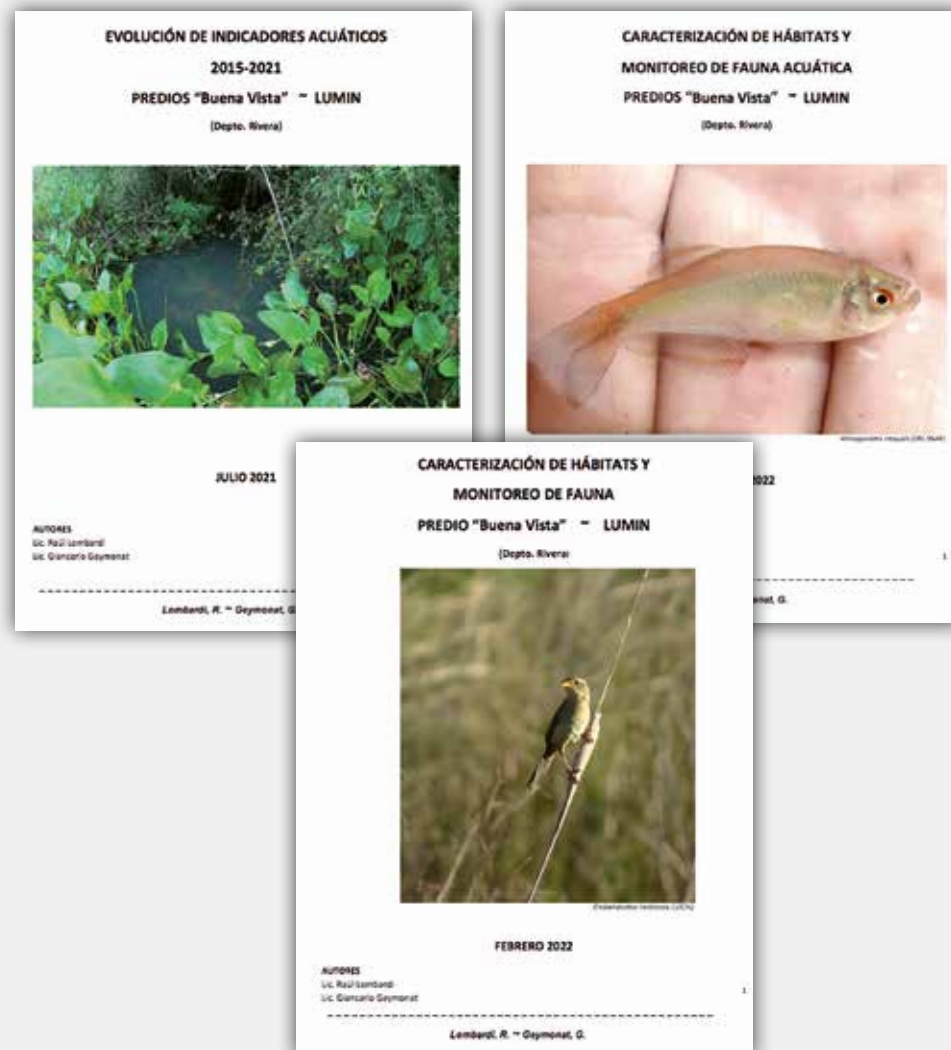 EVOLUCIÓN DE INDICADORES ACUÁTICOS
2015-2021
PREDIOS "Buena Vista" ~ LUMIN
(Depto. Rivera)
JULIO 2021
AUTORES
Lic. Raúl Lombardi
Lic. Giancarlo Geymonat
Lombardi, R. ~ Geymonat, G.
CARACTERIZACIÓN DE HÁBITATS Y
MONITOREO DE FAUNA ACUÁTICA
PREDIOS "Buena Vista" ~ LUMIN
(Depto. Rivera)
2022
1
G.
CARACTERIZACIÓN DE HÁBITATS Y
MONITOREO DE FAUNA
PREDIO "Buena Vista" ~ LUMIN
(Depto. Rivera)
FEBRERO 2022
AUTORES
Lic. Raúl Lombardi
Lic. Giancarlo Geymonat
1
Lombardi, R. ~ Geymonat, G.